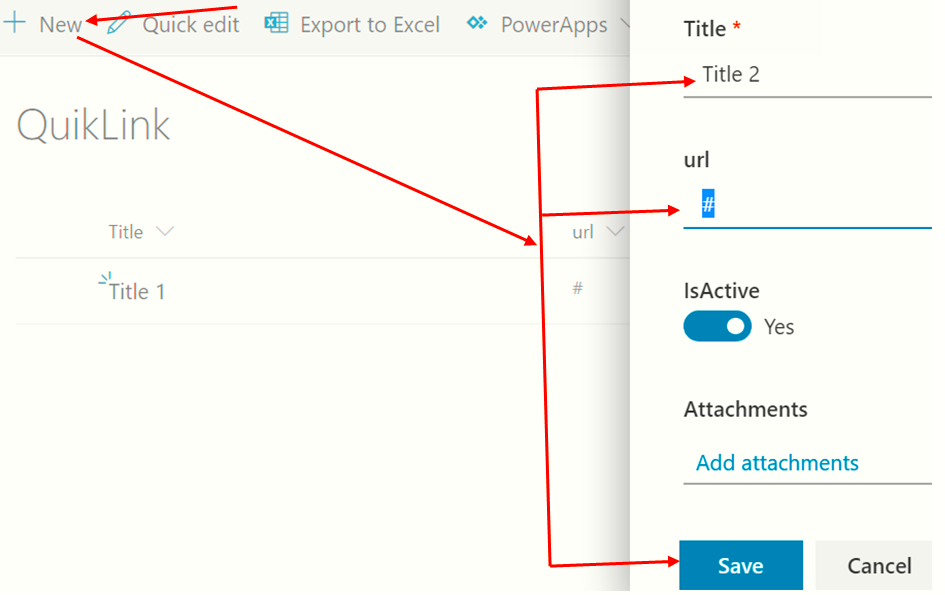 New Quick edit Export to Excel PowerApps
QuikLink
Title url
Title 1 #
Title *
Title 2
url
#
IsActive
Yes
Attachments
Add attachments
Save Cancel